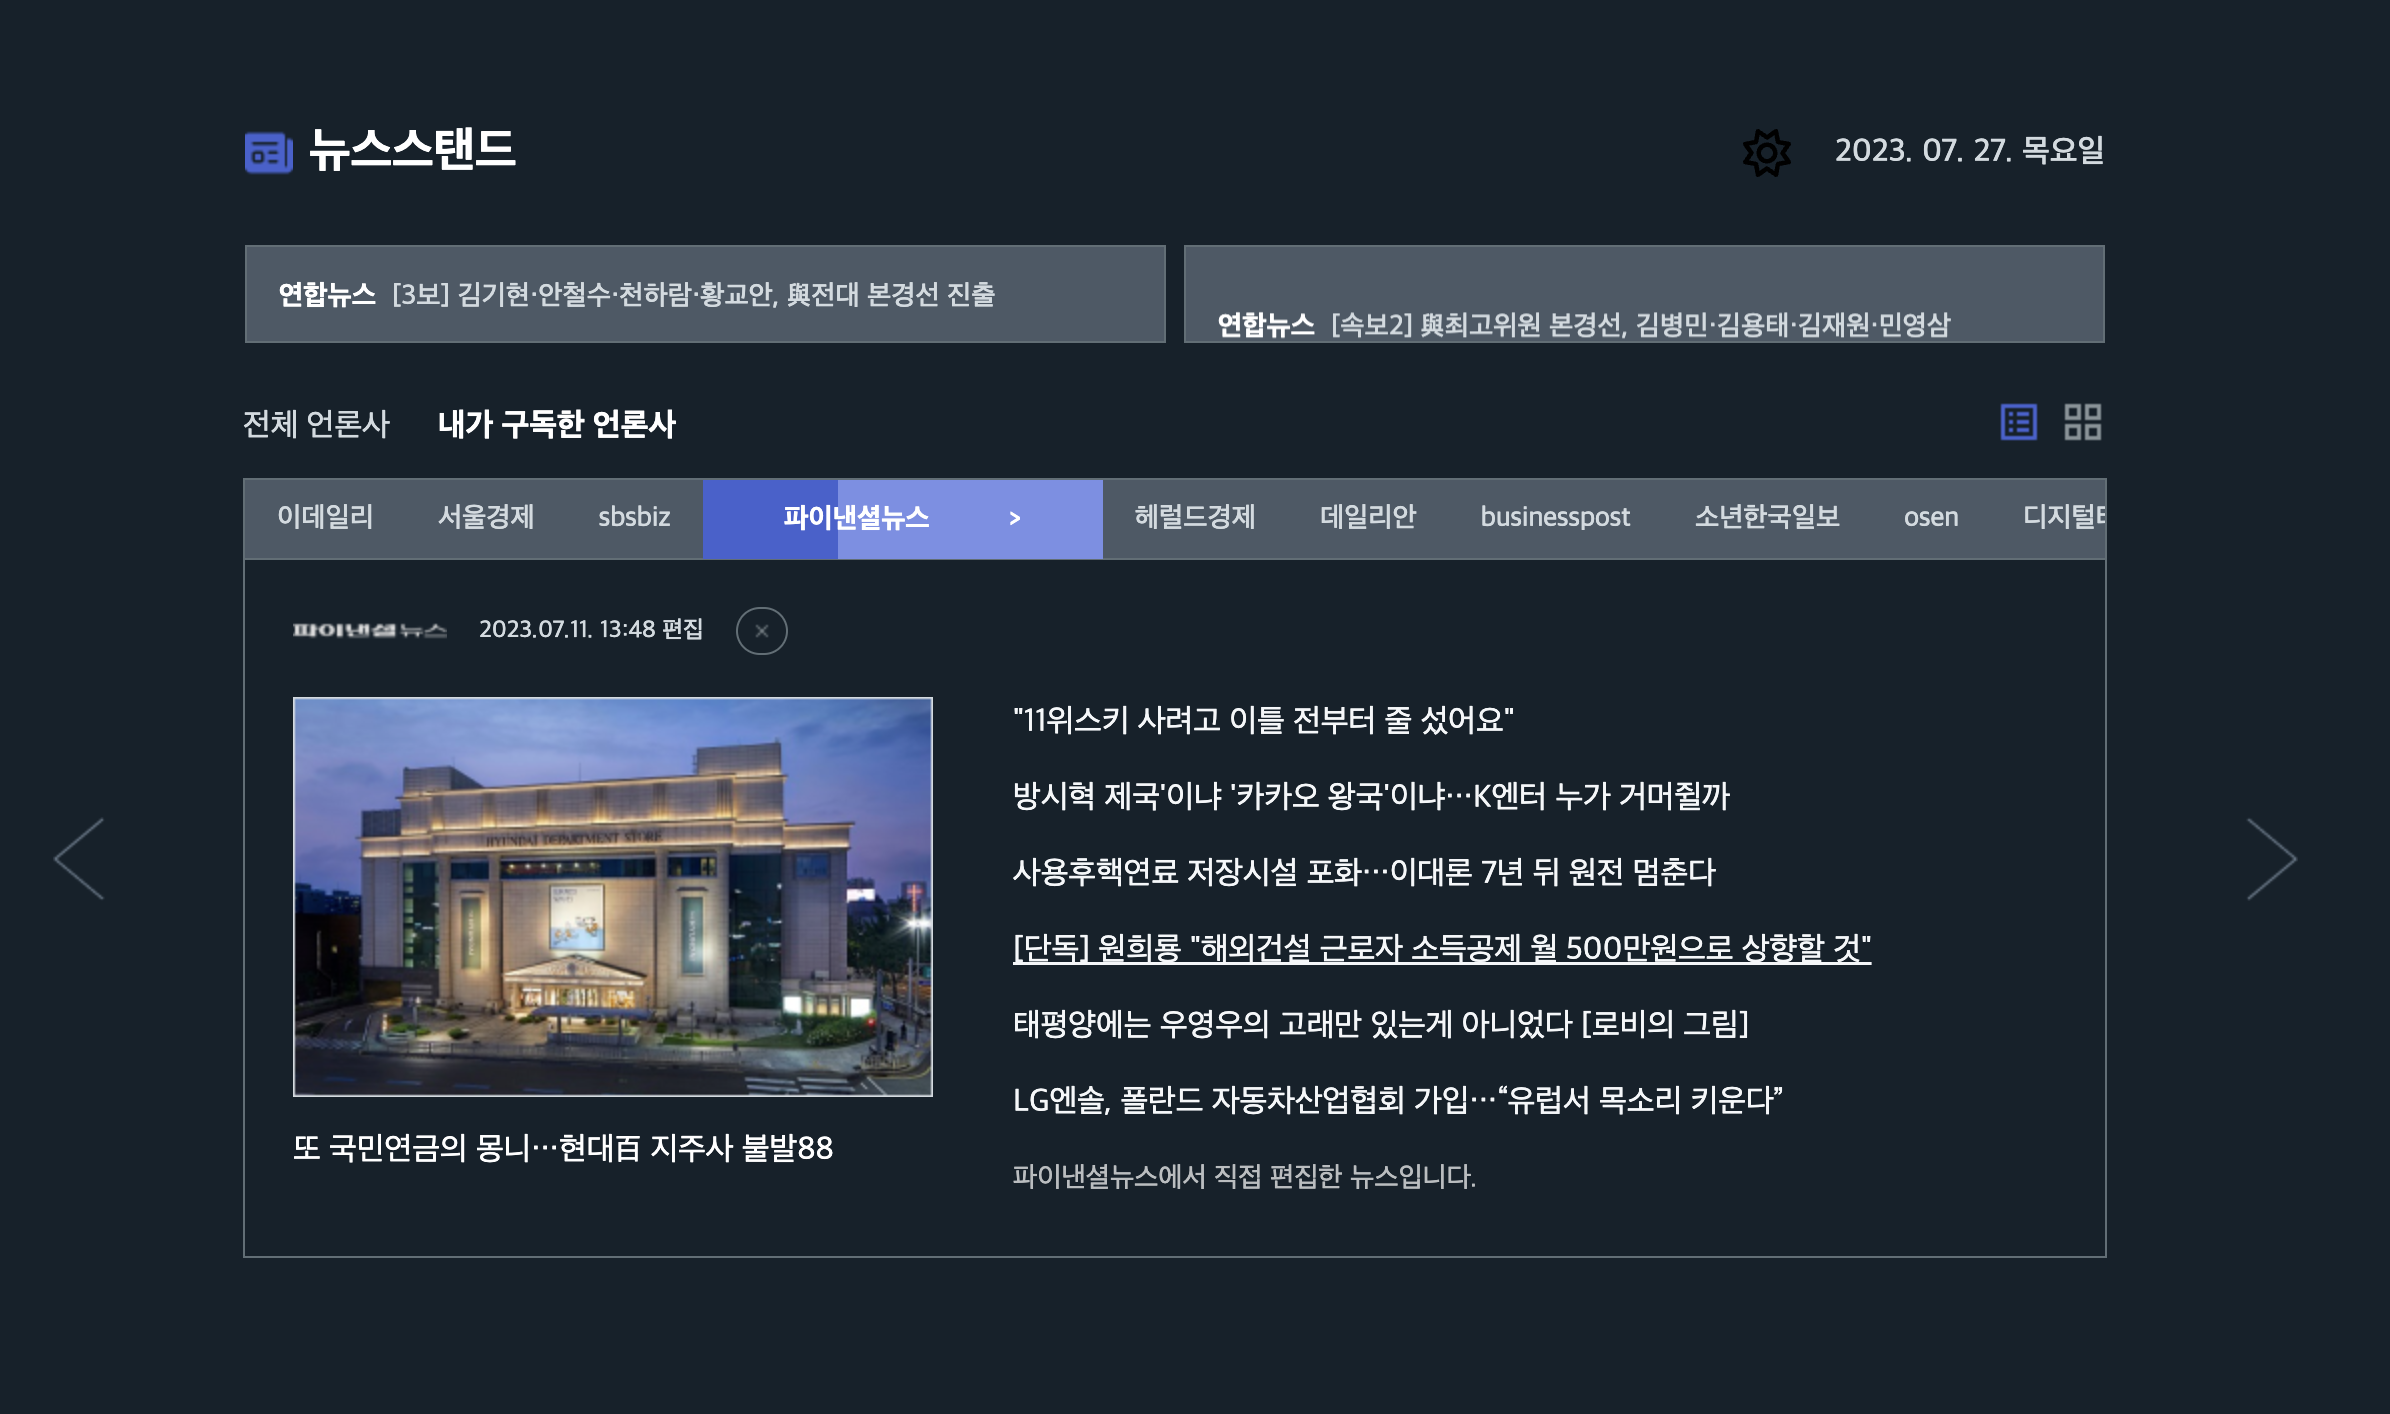 뉴스스탠드
2023. 07. 27. 목요일
연합뉴스 [3보] 김기현·안철수·천하람·황교안, 與전대 본경선 진출
연합뉴스 [속보2] 與최고위원 본경선, 김병민·김용태·김재원·민영삼
전체 언론사 내가 구독한 언론사
이데일리 서울경제 sbsbiz 파이낸셜뉴스 > 헤럴드경제 데일리안 businesspost 소년한국일보 osen 디지털
파이낸셜뉴스 2023.07.11. 13:48 편집
HYUNDAI DEPARTMENT STORE
또 국민연금의 몽니…현대百 지주사 불발88
"11위스키 사려고 이틀 전부터 줄 섰어요"
방시혁 제국'이냐 '카카오 왕국'이냐…K엔터 누가 거머쥘까
사용후핵연료 저장시설 포화…이대론 7년 뒤 원전 멈춘다
[단독] 원희룡 "해외건설 근로자 소득공제 월 500만원으로 상향할 것"
태평양에는 우영우의 고래만 있는게 아니었다 [로비의 그림]
LG엔솔, 폴란드 자동차산업협회 가입…“유럽서 목소리 키운다”
파이낸셜뉴스에서 직접 편집한 뉴스입니다.